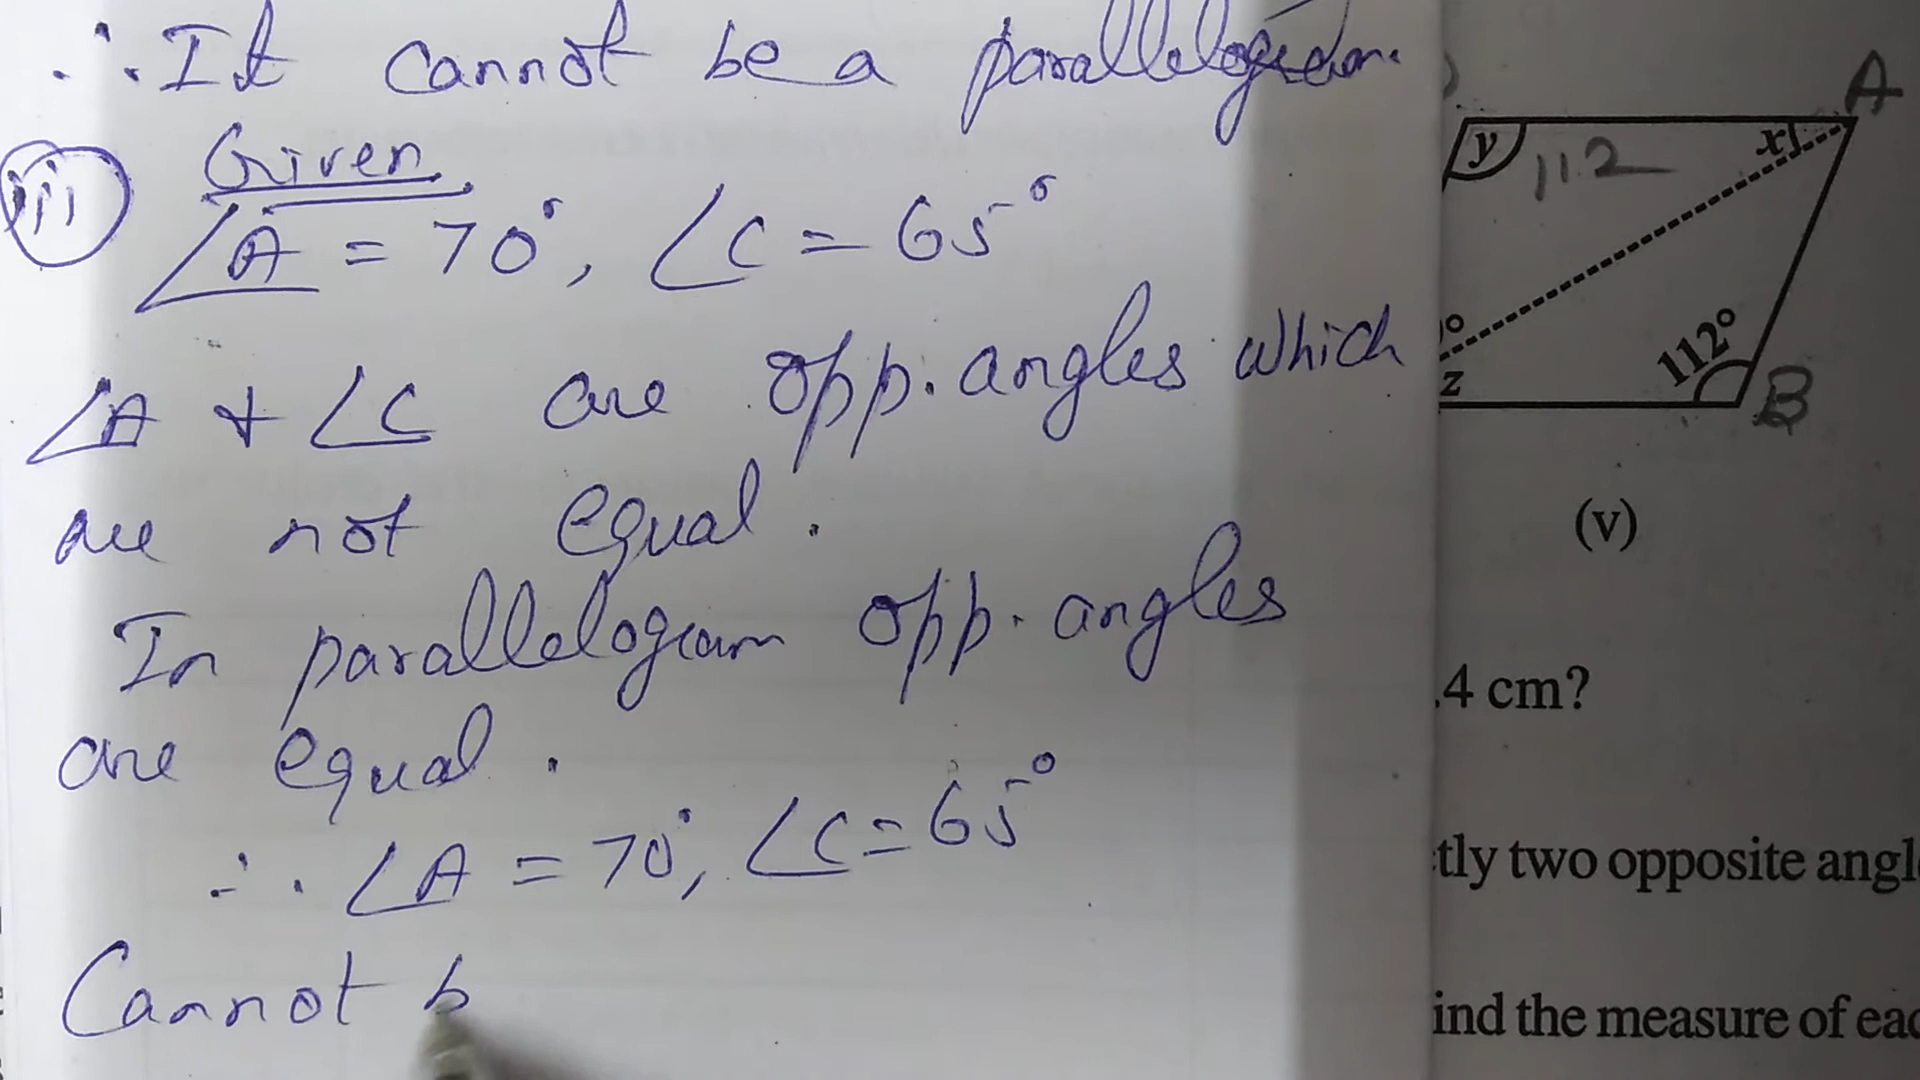 ∴ It cannot be a parallelogram.
iii) Given
∠A = 70°, ∠C = 65°
∠A + ∠C are opp. angles which
are not equal.
In parallelogram opp. angles
are equal.
∴ ∠A = 70°, ∠C = 65°
Cannot b
A
y 112 x
z 112° B
(v)
.4 cm?
tly two opposite angl
ind the measure of eac